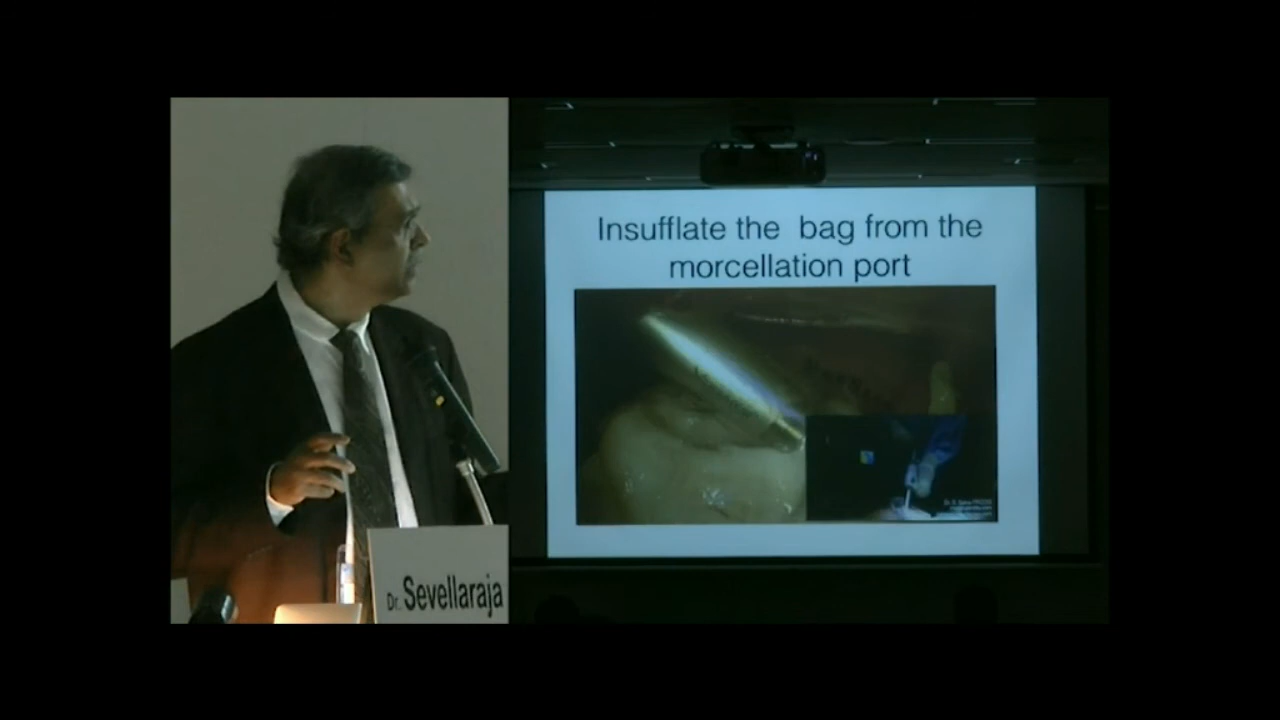 Insufflate the bag from the
morcellation port
Dr. Sevellaraja